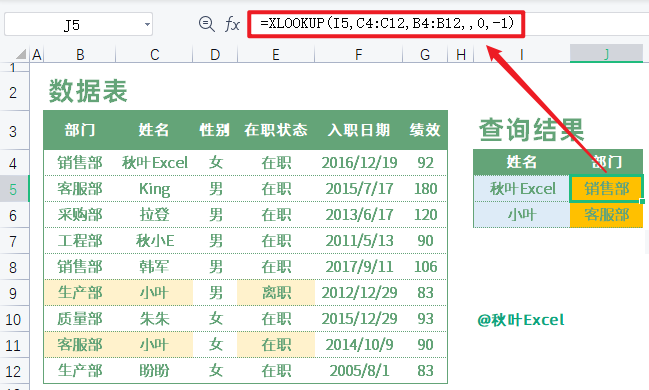 J5 fx =XLOOKUP(I5,C4:C12,B4:B12,,0,-1)
A B C D E F G H I J
1
2 数据表
3 部门 姓名 性别 在职状态 入职日期 绩效 查询结果
4 销售部 秋叶Excel 女 在职 2016/12/19 92 姓名 部门
5 客服部 King 男 在职 2015/7/17 180 秋叶Excel 销售部
6 采购部 拉登 男 在职 2013/6/17 120 小叶 客服部
7 工程部 秋小E 男 在职 2011/5/13 90
8 销售部 韩军 男 在职 2017/9/11 106
9 生产部 小叶 男 离职 2012/12/29 83
10 质量部 朱朱 女 在职 2015/12/29 93 @秋叶Excel
11 客服部 小叶 女 在职 2014/10/9 90
12 生产部 盼盼 女 在职 2005/8/1 83